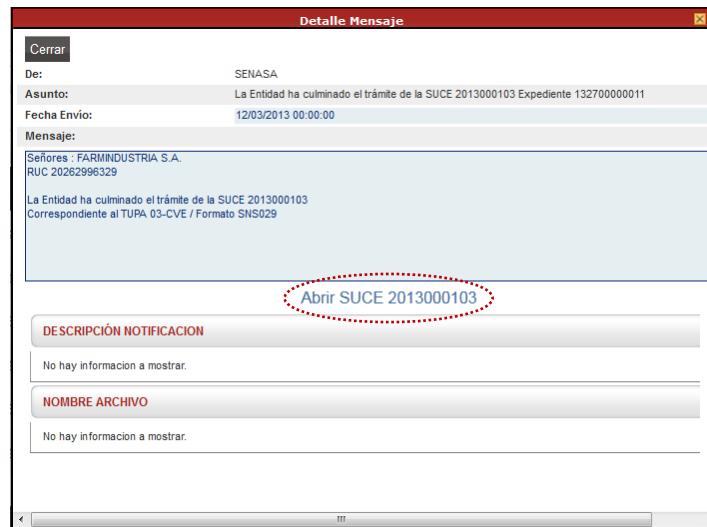 Detalle Mensaje
Cerrar
De: SENASA
Asunto: La Entidad ha culminado el trámite de la SUCE 2013000103 Expediente 132700000011
Fecha Envío: 12/03/2013 00:00:00
Mensaje:
Señores : FARMINDUSTRIA S.A.
RUC 20262996329
La Entidad ha culminado el trámite de la SUCE 2013000103
Correspondiente al TUPA 03-CVE / Formato SNS029
Abrir SUCE 2013000103
DESCRIPCIÓN NOTIFICACION
No hay informacion a mostrar.
NOMBRE ARCHIVO
No hay informacion a mostrar.